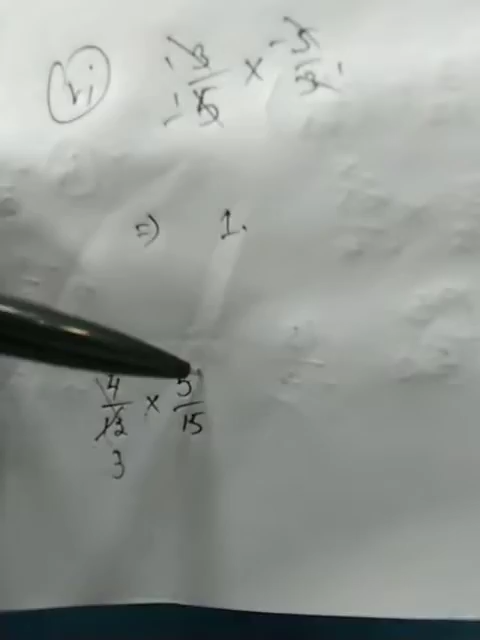 vi) 3/-5 × -5/3
=) 1.
4/12 × 5/15
3